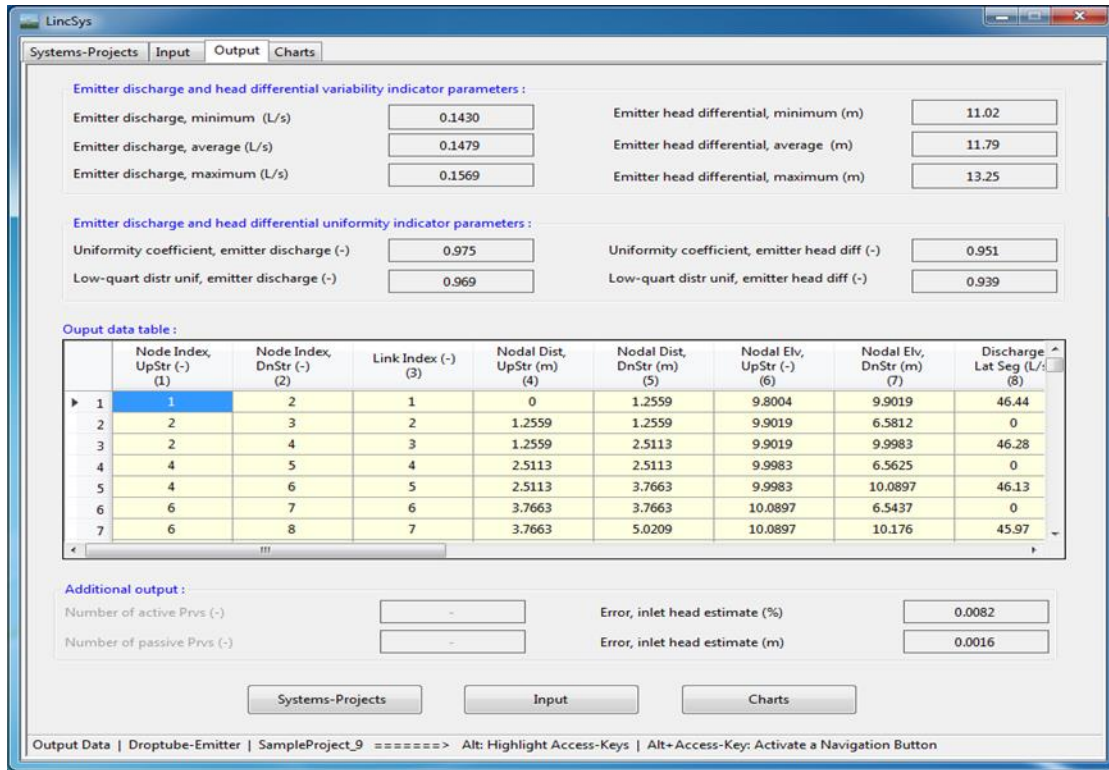 LincSys
Systems-Projects Input Output Charts
Emitter discharge and head differential variability indicator parameters :
Emitter discharge, minimum (L/s) 0.1430 Emitter head differential, minimum (m) 11.02
Emitter discharge, average (L/s) 0.1479 Emitter head differential, average (m) 11.79
Emitter discharge, maximum (L/s) 0.1569 Emitter head differential, maximum (m) 13.25
Emitter discharge and head differential uniformity indicator parameters :
Uniformity coefficient, emitter discharge (-) 0.975 Uniformity coefficient, emitter head diff (-) 0.951
Low-quart distr unif, emitter discharge (-) 0.969 Low-quart distr unif, emitter head diff (-) 0.939
Ouput data table :
Node Index, Node Index, Link Index (-) Nodal Dist, Nodal Dist, Nodal Elv, Nodal Elv, Discharge
UpStr (-) DnStr (-) (3) UpStr (m) DnStr (m) UpStr (-) DnStr (m) Lat Seg (L/s
(1) (2) (4) (5) (6) (7) (8)
1 1 2 1 0 1.2559 9.8004 9.9019 46.44
2 2 3 2 1.2559 1.2559 9.9019 6.5812 0
3 2 4 3 1.2559 2.5113 9.9019 9.9983 46.28
4 4 5 4 2.5113 2.5113 9.9983 6.5625 0
5 4 6 5 2.5113 3.7663 9.9983 10.0897 46.13
6 6 7 6 3.7663 3.7663 10.0897 6.5437 0
7 6 8 7 3.7663 5.0209 10.0897 10.176 45.97
Additional output :
Number of active Prvs (-) - Error, inlet head estimate (%) 0.0082
Number of passive Prvs (-) - Error, inlet head estimate (m) 0.0016
Systems-Projects Input Charts
Output Data | Droptube-Emitter | SampleProject_9 =======> Alt: Highlight Access-Keys | Alt+Access-Key: Activate a Navigation Button